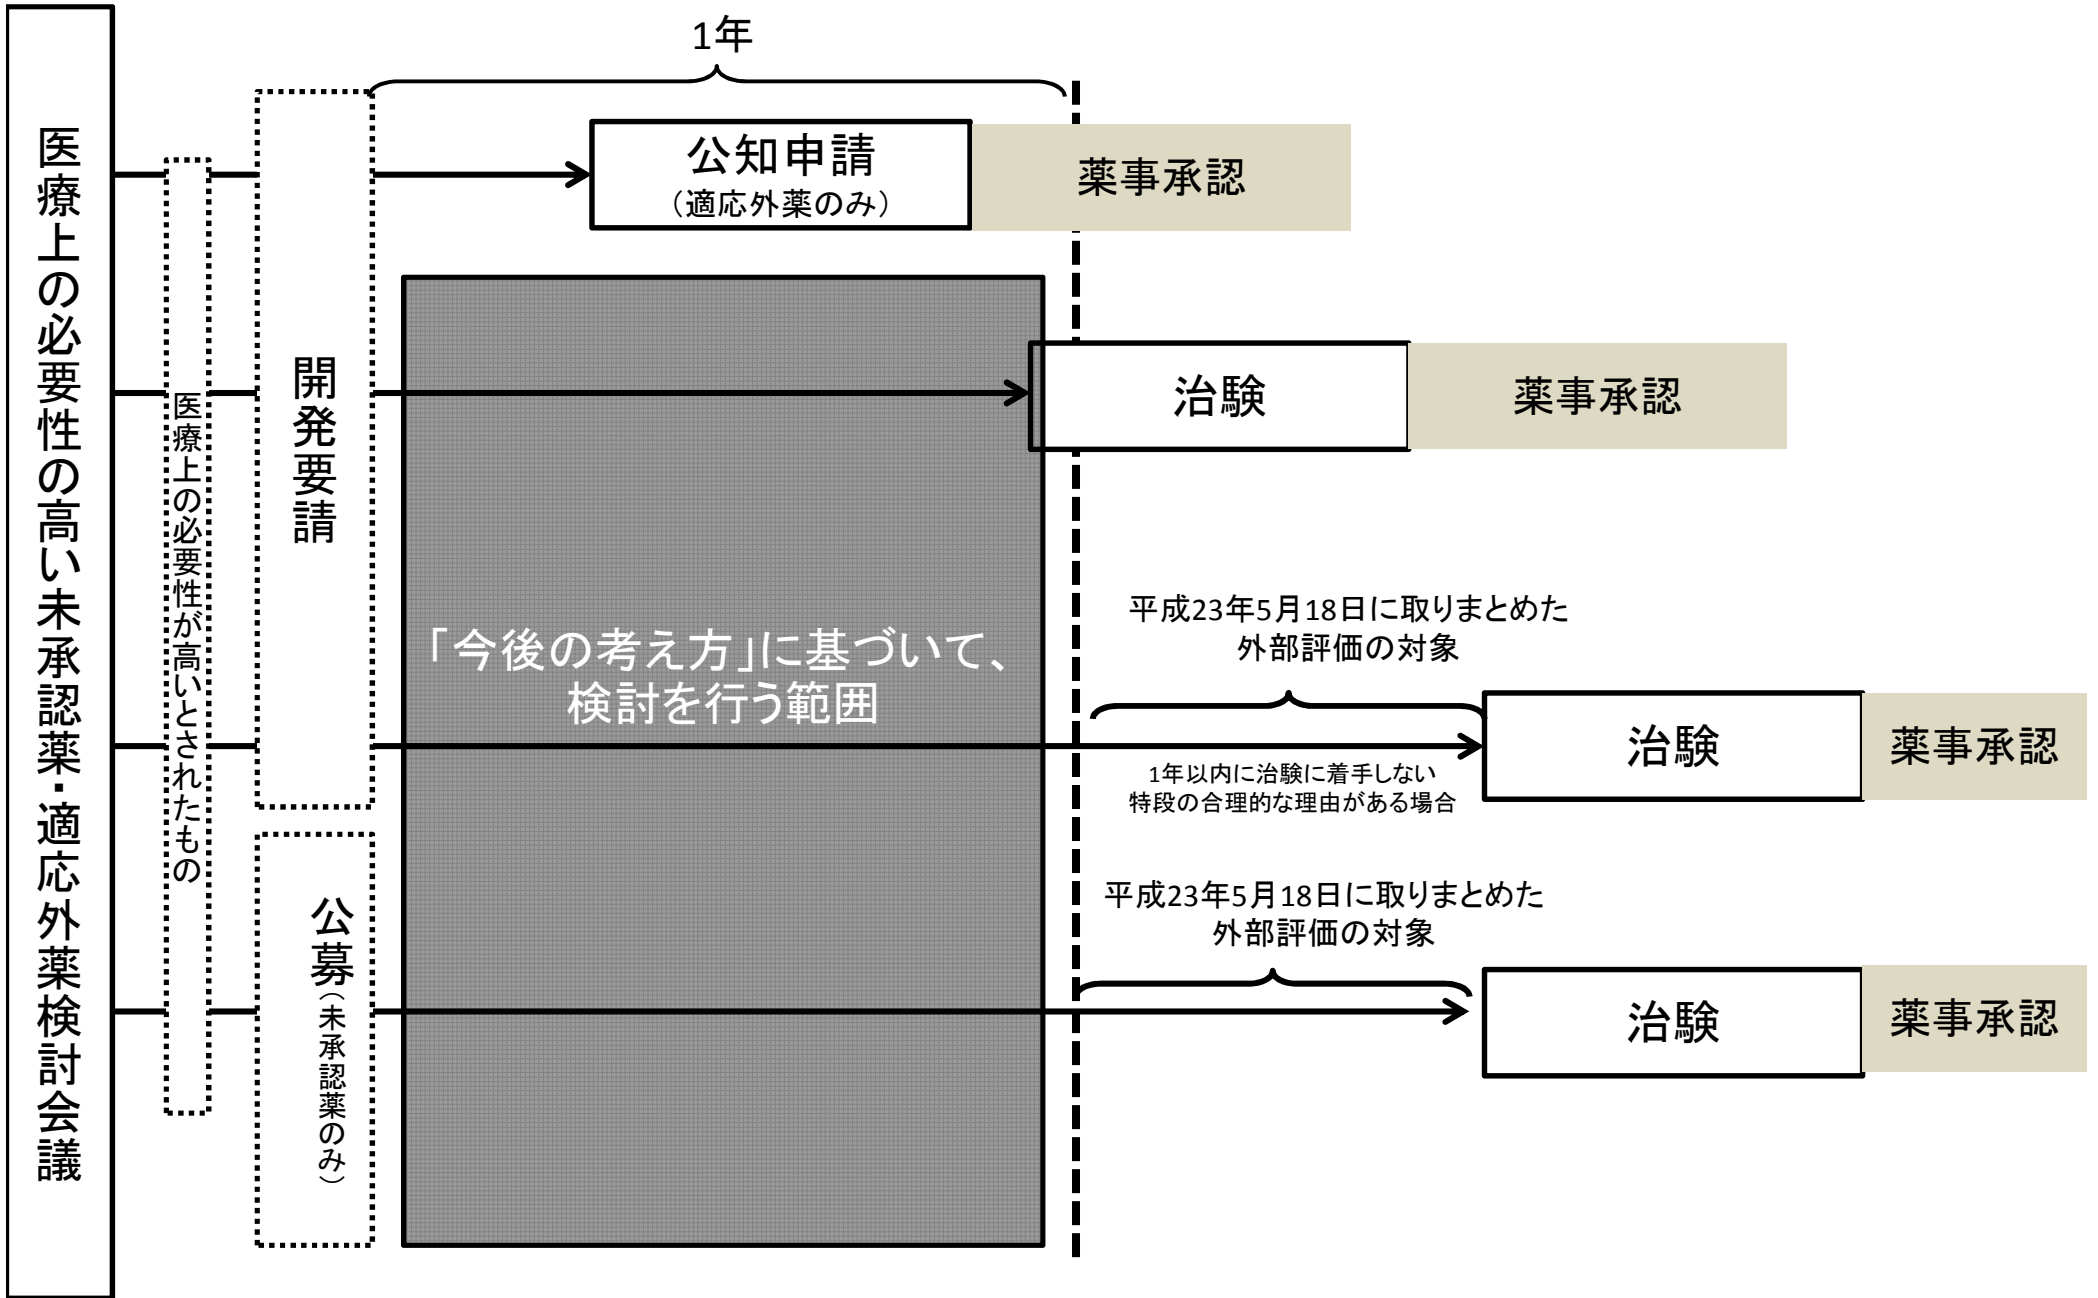 医療上の必要性の高い未承認薬・適応外薬検討会議
医療上の必要性が高いとされたもの
開発要請
公募（未承認薬のみ）
1年
公知申請
（適応外薬のみ）
薬事承認
治験
薬事承認
「今後の考え方」に基づいて、
検討を行う範囲
平成23年5月18日に取りまとめた
外部評価の対象
1年以内に治験に着手しない
特段の合理的な理由がある場合
治験
薬事承認
平成23年5月18日に取りまとめた
外部評価の対象
治験
薬事承認